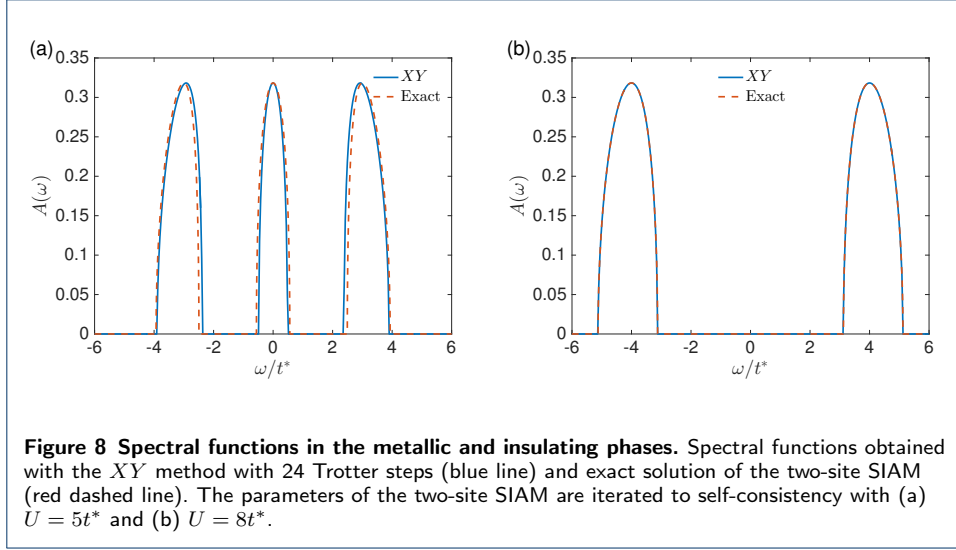 (a)
0.35
0.3
0.25
0.2
0.15
0.1
0.05
0
A(ω)
XY
Exact
-6 -4 -2 0 2 4 6
ω/t*
(b)
0.35
0.3
0.25
0.2
0.15
0.1
0.05
0
A(ω)
XY
Exact
-6 -4 -2 0 2 4 6
ω/t*
Figure 8 Spectral functions in the metallic and insulating phases. Spectral functions obtained
with the XY method with 24 Trotter steps (blue line) and exact solution of the two-site SIAM
(red dashed line). The parameters of the two-site SIAM are iterated to self-consistency with (a)
U = 5t* and (b) U = 8t*.